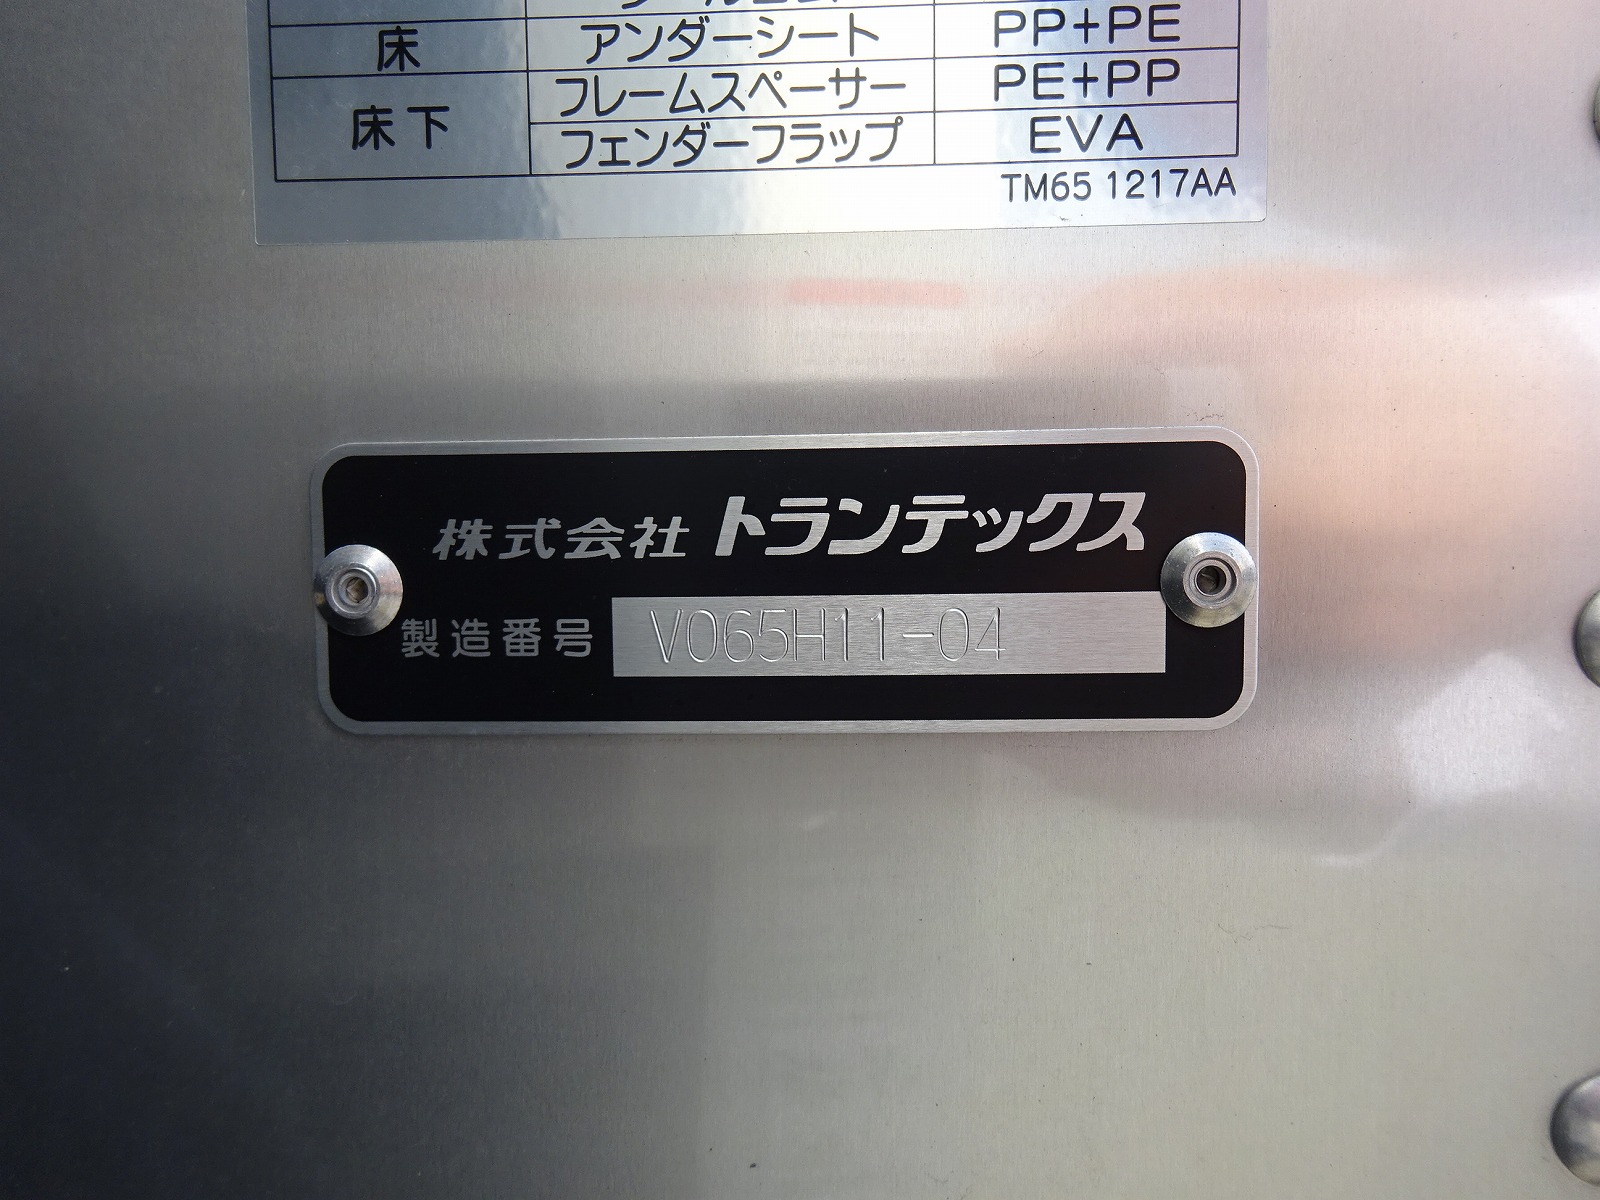 床 アンダーシート PP+PE
床下 フレームスペーサー PE+PP
フェンダーフラップ EVA
TM65 1217AA
株式会社 トランテックス
製造番号 V065H11-04